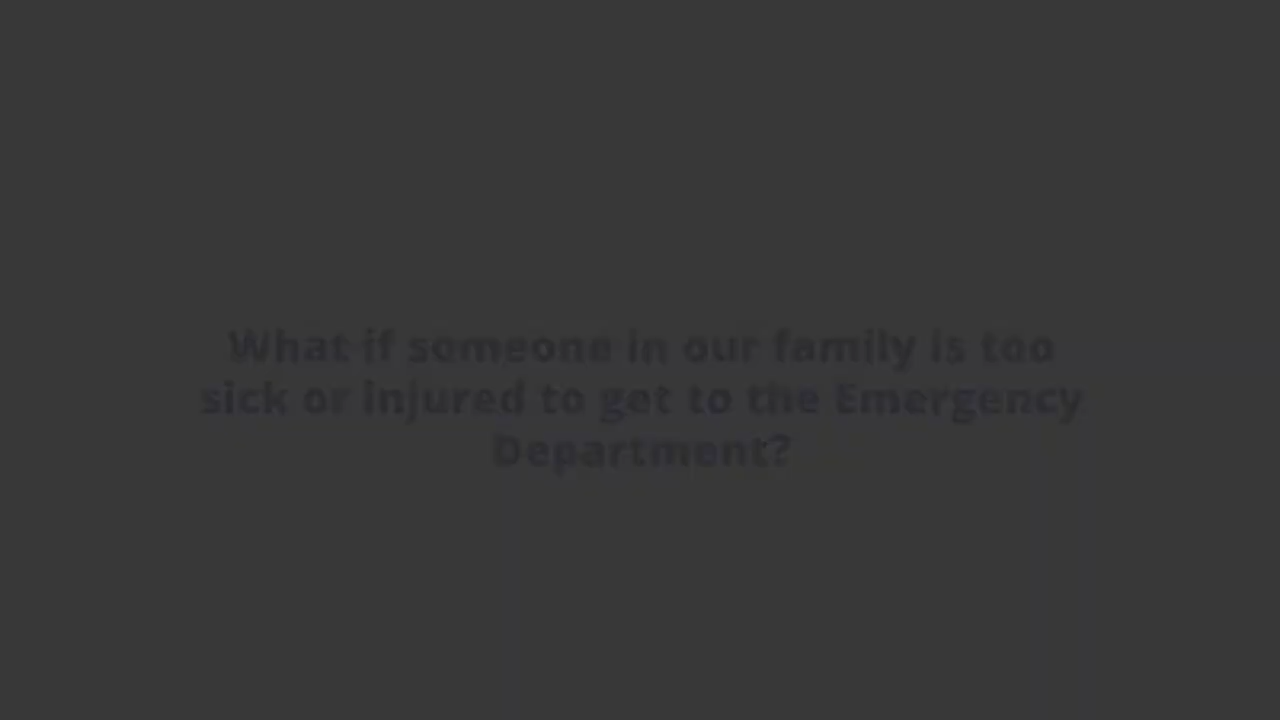 What if someone in our family is too
sick or injured to get to the Emergency
Department?